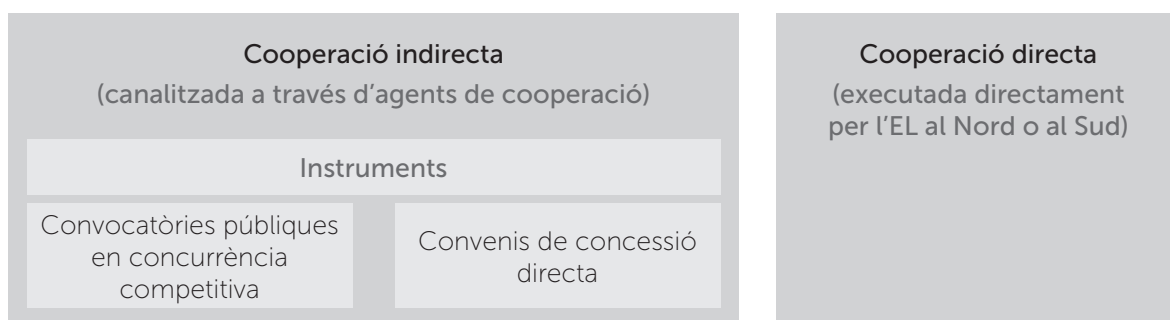 Cooperació indirecta
(canalitzada a través d'agents de cooperació)
Instruments
Convocatòries públiques
en concurrència
competitiva
Convenis de concessió
directa
Cooperació directa
(executada directament
per l'EL al Nord o al Sud)